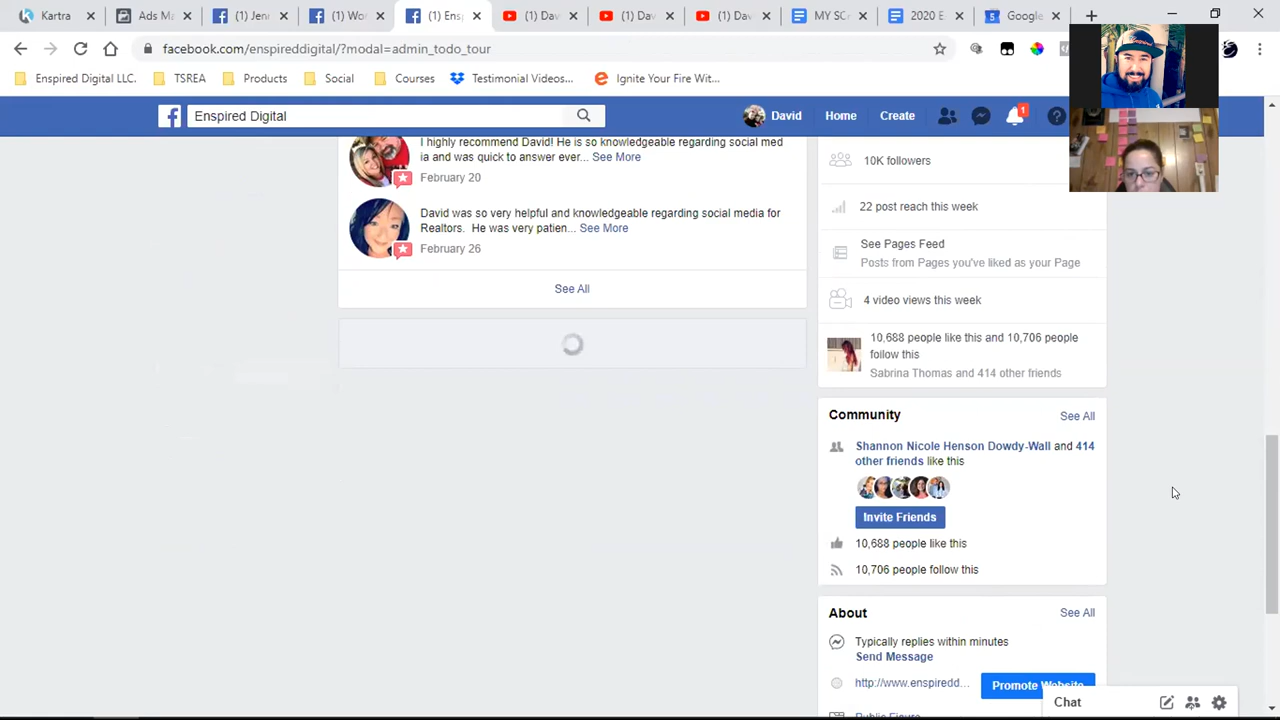 Kartra
Ads Ma
(1) Jenn
(1) Wor
(1) Ens
(1) Dav
(1) Dav
(1) Dav
MY SC
2020 E
Google
facebook.com/enspireddigital/?modal=admin_todo_tour
Enspired Digital LLC.
TSREA
Products
Social
Courses
Testimonial Videos...
Ignite Your Fire Wit...
Enspired Digital
David
Home
Create
1
I highly recommend David! He is so knowledgeable regarding social med
ia and was quick to answer ever... See More
February 20
David was so very helpful and knowledgeable regarding social media for
Realtors. He was very patien... See More
February 26
See All
10K followers
22 post reach this week
See Pages Feed
Posts from Pages you've liked as your Page
4 video views this week
10,688 people like this and 10,706 people
follow this
Sabrina Thomas and 414 other friends
Community
See All
Shannon Nicole Henson Dowdy-Wall and 414
other friends like this
Invite Friends
10,688 people like this
10,706 people follow this
About
See All
Typically replies within minutes
Send Message
http://www.enspiredd...
Promote Website
Public Figure
Chat